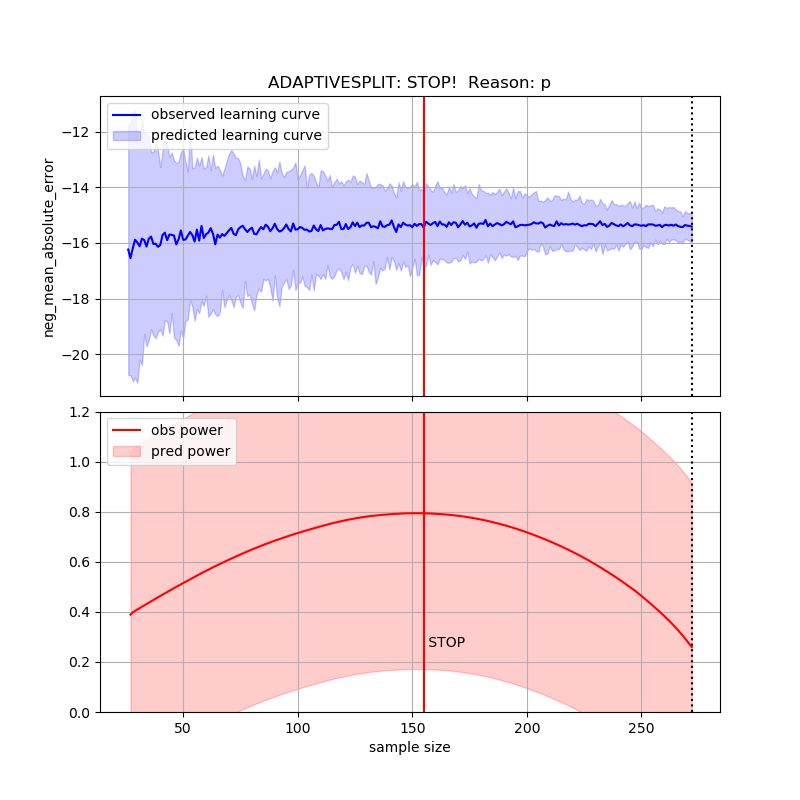 ADAPTIVESPLIT: STOP!  Reason: p
observed learning curve
predicted learning curve
neg_mean_absolute_error
−12
−14
−16
−18
−20
obs power
pred power
1.2
1.0
0.8
0.6
0.4
0.2
0.0
STOP
50 100 150 200 250
sample size